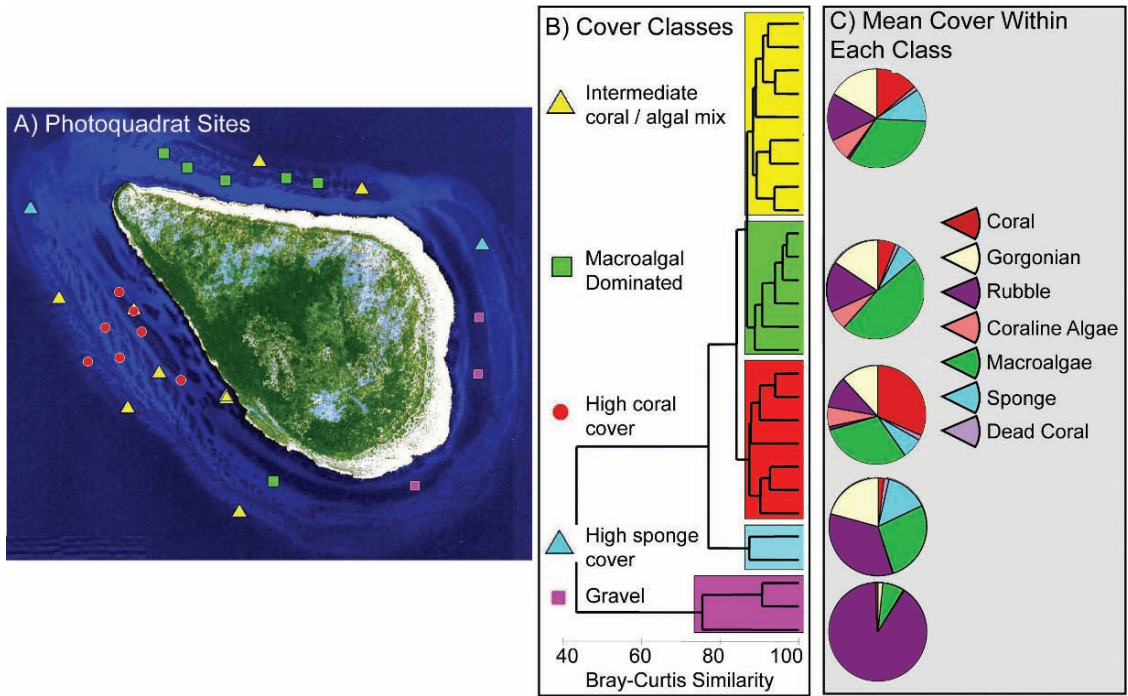 A) Photoquadrat Sites
B) Cover Classes
Intermediate
coral / algal mix
Macroalgal
Dominated
High coral
cover
High sponge
cover
Gravel
40 60 80 100
Bray-Curtis Similarity
C) Mean Cover Within
Each Class
Coral
Gorgonian
Rubble
Coraline Algae
Macroalgae
Sponge
Dead Coral